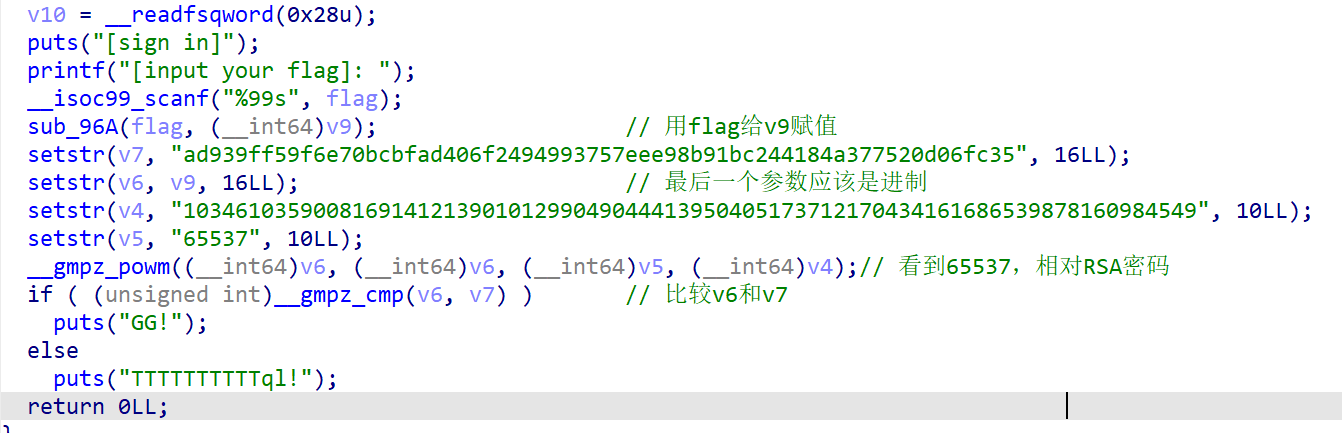 v10 = __readfsqword(0x28u);
puts("[sign in]");
printf("[input your flag]: ");
__isoc99_scanf("%99s", flag);
sub_96A(flag, (__int64)v9); // 用flag给v9赋值
setstr(v7, "ad939ff59f6e70bcbfad406f2494993757eee98b91bc244184a377520d06fc35", 16LL);
setstr(v6, v9, 16LL); // 最后一个参数应该是进制
setstr(v4, "103461035900816914121390101299049044413950405173712170434161686539878160984549", 10LL);
setstr(v5, "65537", 10LL);
__gmpz_powm((__int64)v6, (__int64)v6, (__int64)v5, (__int64)v4);// 看到65537，相对RSA密码
if ( (unsigned int)__gmpz_cmp(v6, v7) ) // 比较v6和v7
puts("GG!");
else
puts("TTTTTTTTTTql!");
return 0LL;
}